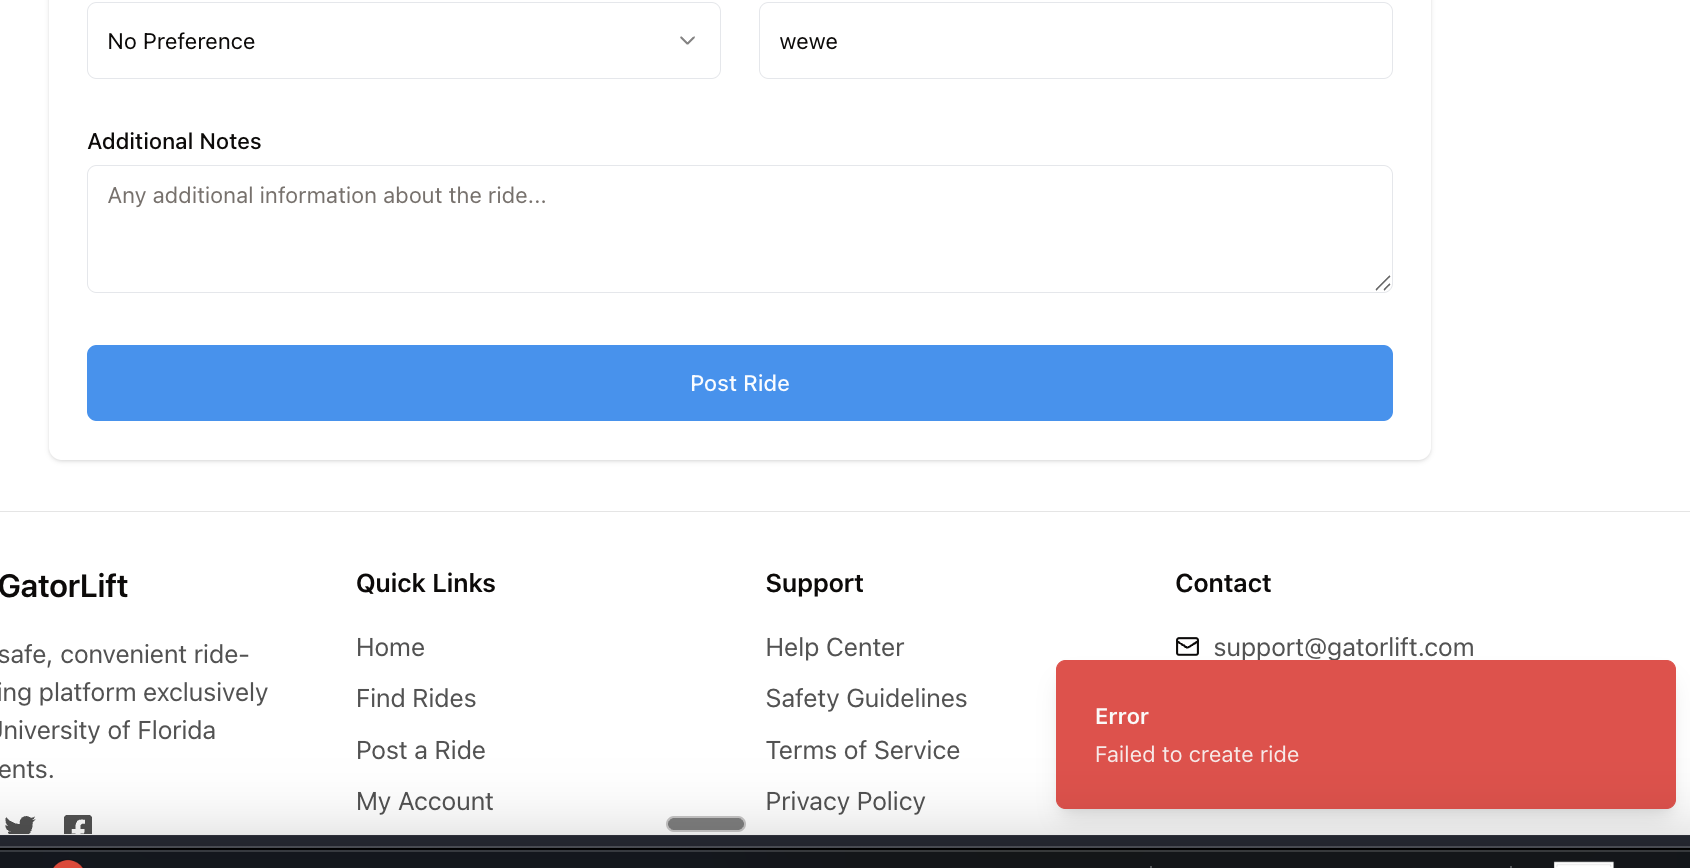 No Preference
wewe
Additional Notes
Any additional information about the ride...
Post Ride
GatorLift
safe, convenient ride-
ing platform exclusively
University of Florida
ents.
Quick Links
Home
Find Rides
Post a Ride
My Account
Support
Help Center
Safety Guidelines
Terms of Service
Privacy Policy
Contact
support@gatorlift.com
Error
Failed to create ride